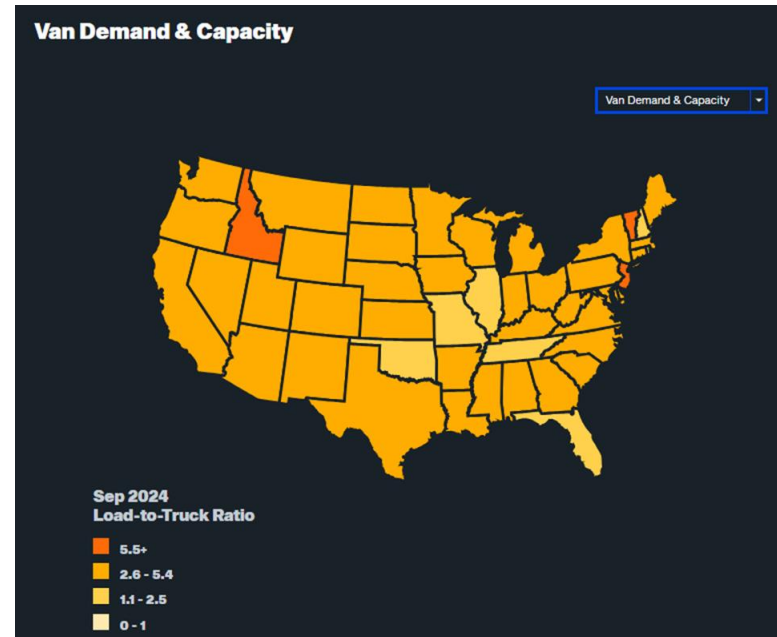 Van Demand & Capacity
Van Demand & Capacity
Sep 2024
Load-to-Truck Ratio
5.5+
2.6 - 5.4
1.1 - 2.5
0 - 1